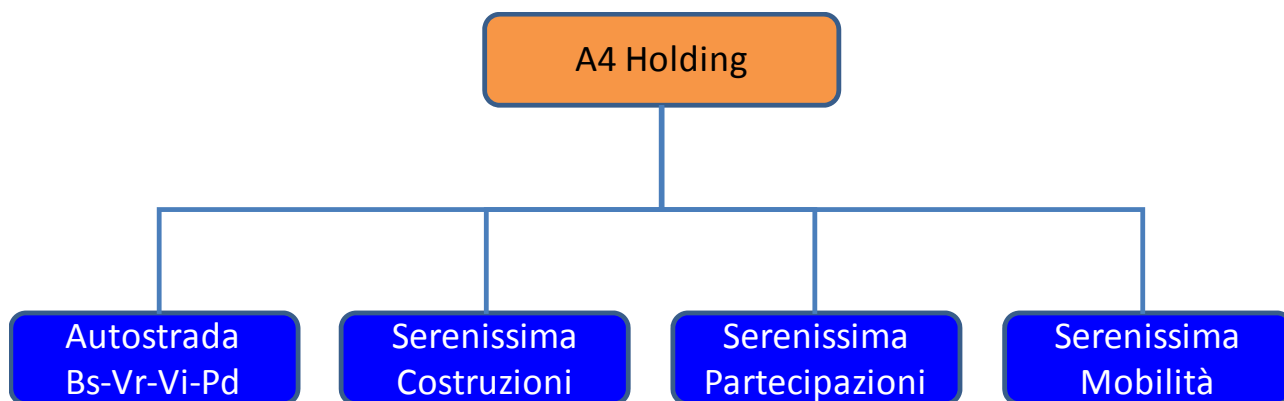 A4 Holding
Autostrada
Bs-Vr-Vi-Pd
Serenissima
Costruzioni
Serenissima
Partecipazioni
Serenissima
Mobilità